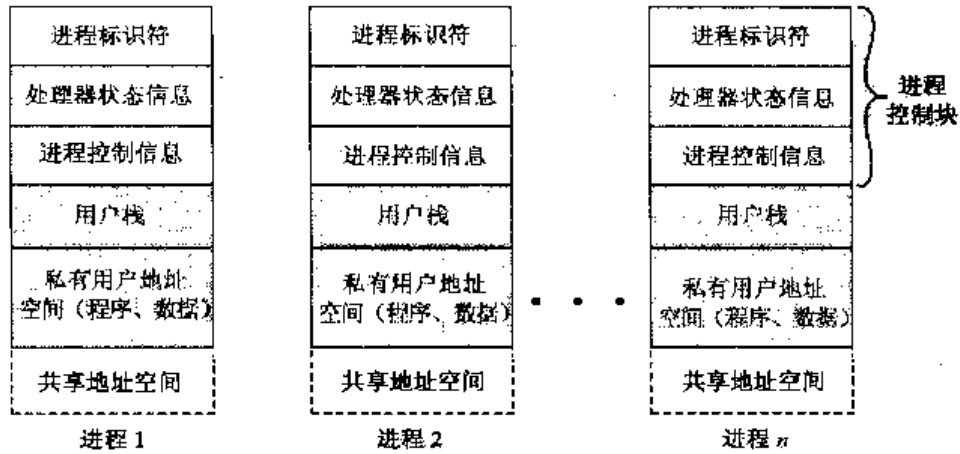 进程标识符
处理器状态信息
进程控制信息
用户栈
私有用户地址
空间（程序、数据）
共享地址空间
进程 1
进程标识符
处理器状态信息
进程控制信息
用户栈
私有用户地址
空间（程序、数据）
共享地址空间
进程 2
• • •
进程标识符
处理器状态信息
进程控制信息
用户栈
私有用户地址
空间（程序、数据）
共享地址空间
进程 n
进程
控制块